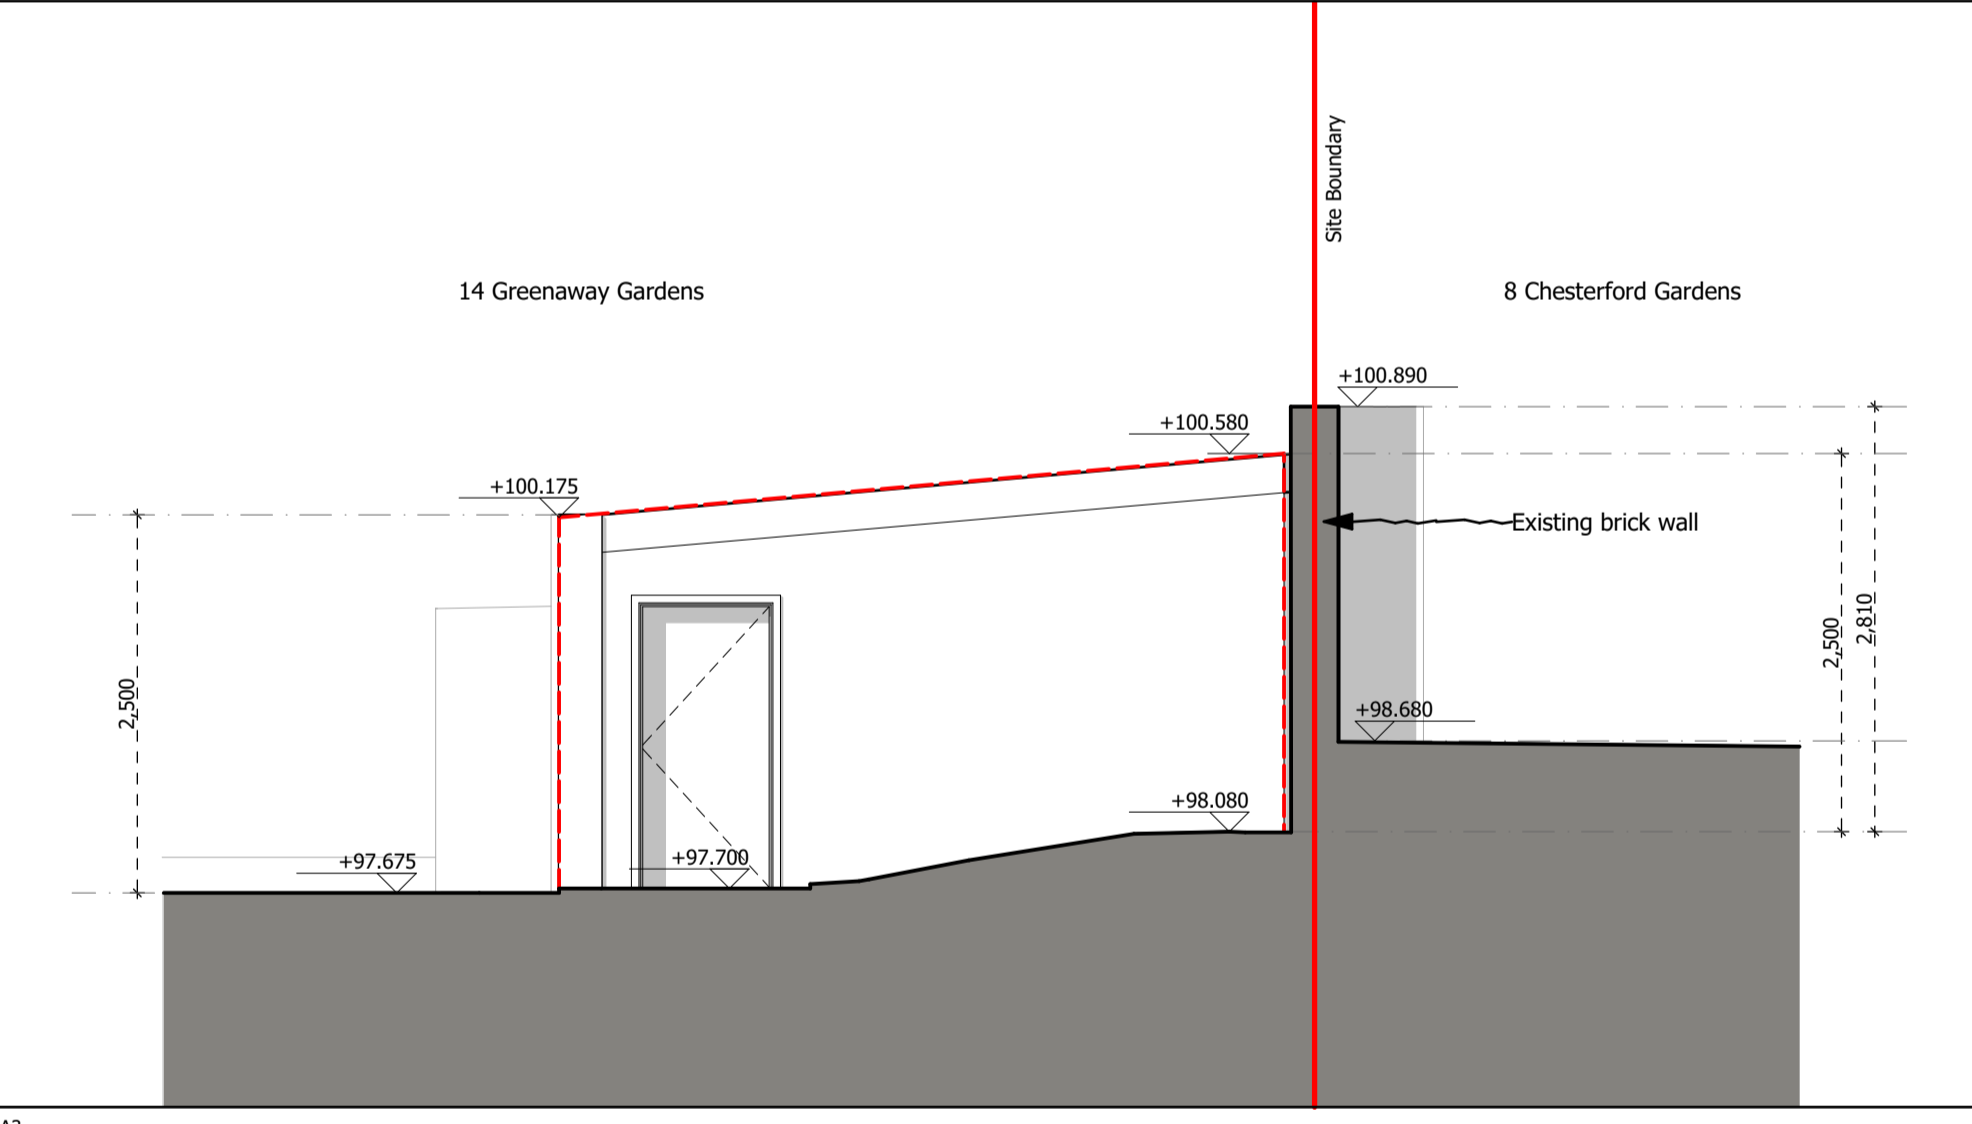 Site Boundary
14 Greenaway Gardens
8 Chesterford Gardens
+100.890
+100.580
+100.175
Existing brick wall
2,810
2,500
2,500
+98.680
+98.080
+97.700
+97.675